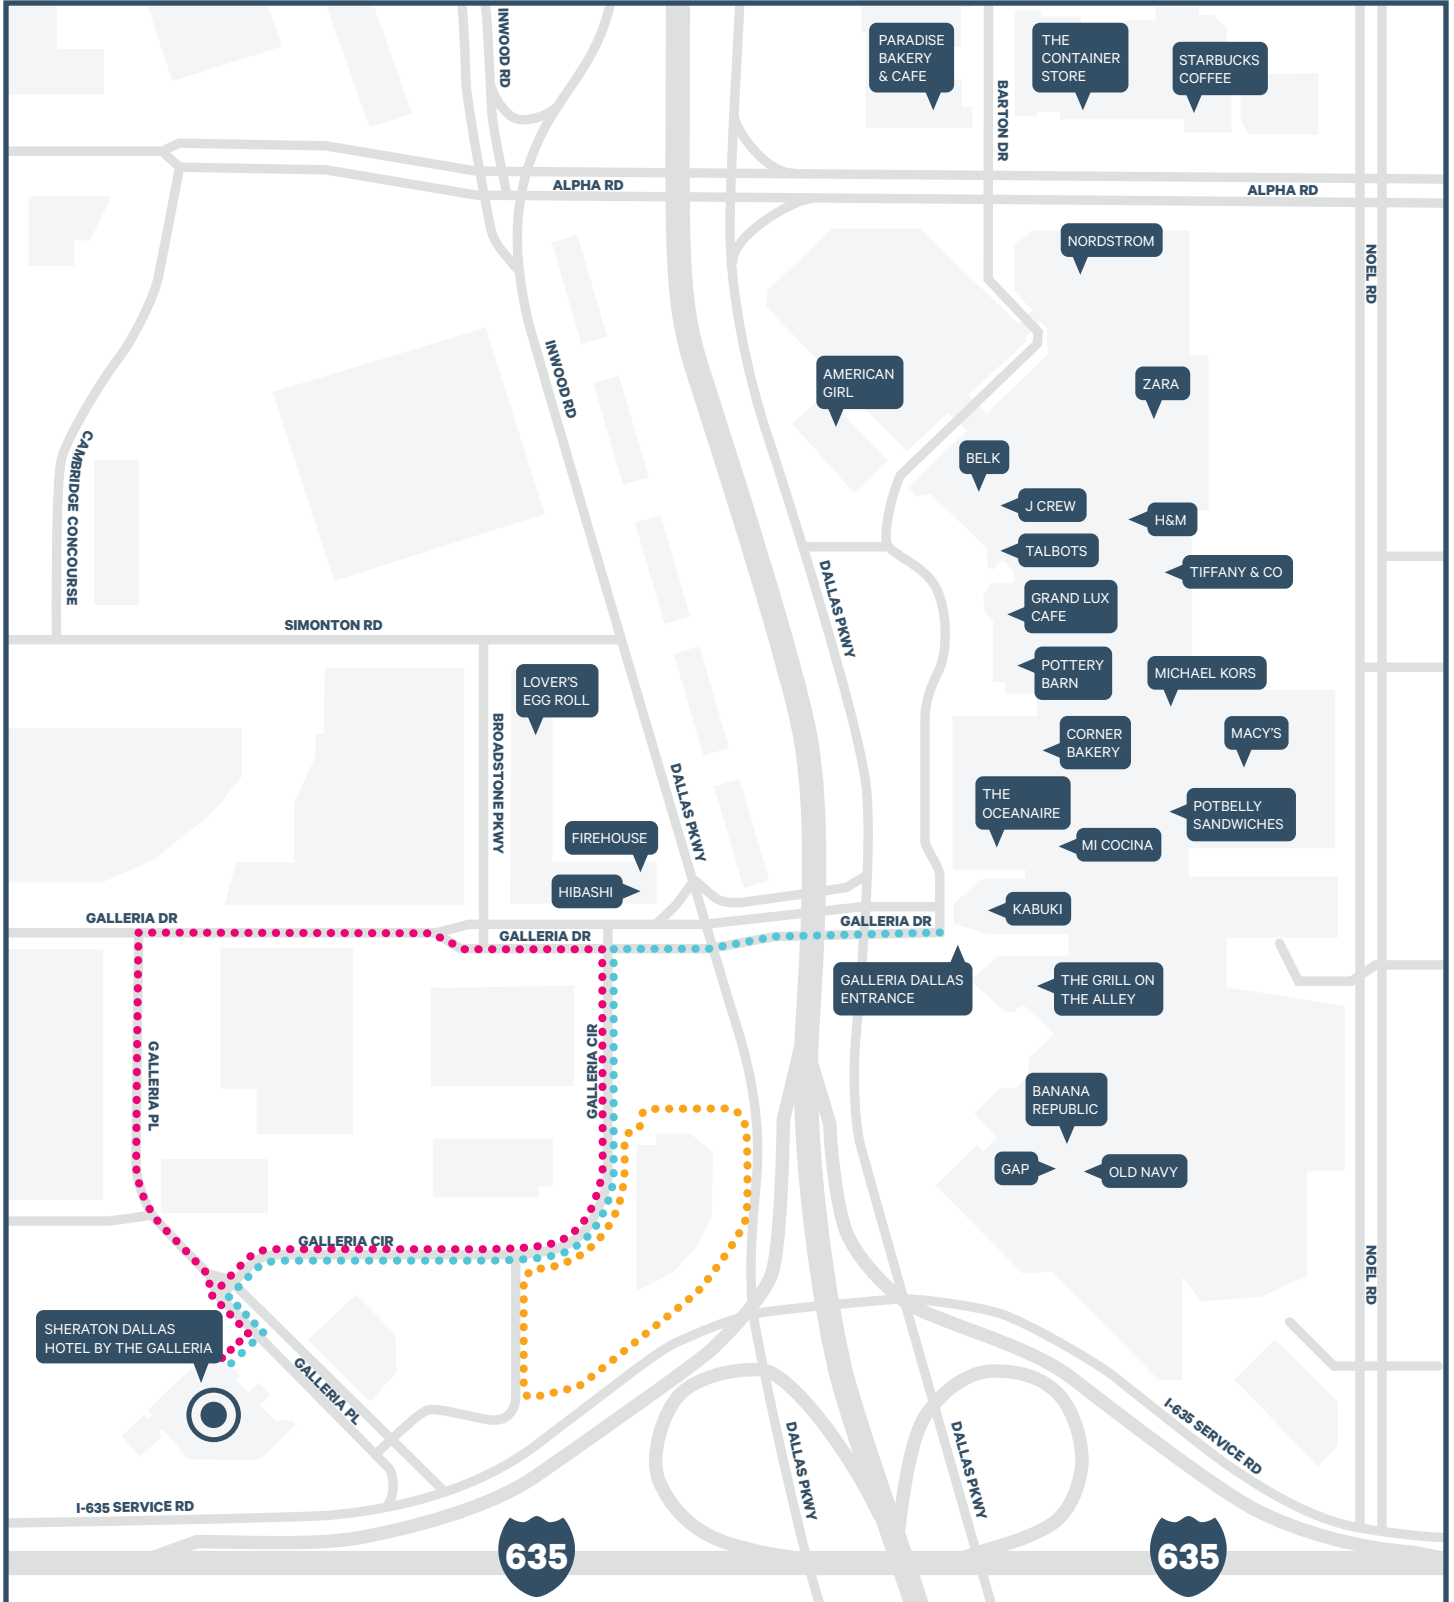 INWOOD RD
PARADISE
BAKERY
& CAFE
BARTON DR
THE
CONTAINER
STORE
STARBUCKS
COFFEE
ALPHA RD
ALPHA RD
NORDSTROM
NOEL RD
INWOOD RD
AMERICAN
GIRL
ZARA
CAMBRIDGE CONCOURSE
BELK
J CREW
H&M
TALBOTS
TIFFANY & CO
DALLAS PKWY
GRAND LUX
CAFE
SIMONTON RD
POTTERY
BARN
MICHAEL KORS
LOVER'S
EGG ROLL
BROADSTONE PKWY
CORNER
BAKERY
MACY'S
DALLAS PKWY
THE
OCEANAIRE
POTBELLY
SANDWICHES
FIREHOUSE
MI COCINA
HIBASHI
KABUKI
GALLERIA DR
GALLERIA DR
GALLERIA DR
GALLERIA DALLAS
ENTRANCE
THE GRILL ON
THE ALLEY
GALLERIA PL
GALLERIA CIR
BANANA
REPUBLIC
GAP
OLD NAVY
GALLERIA CIR
NOEL RD
SHERATON DALLAS
HOTEL BY THE GALLERIA
GALLERIA PL
DALLAS PKWY
DALLAS PKWY
I-635 SERVICE RD
I-635 SERVICE RD
635
635